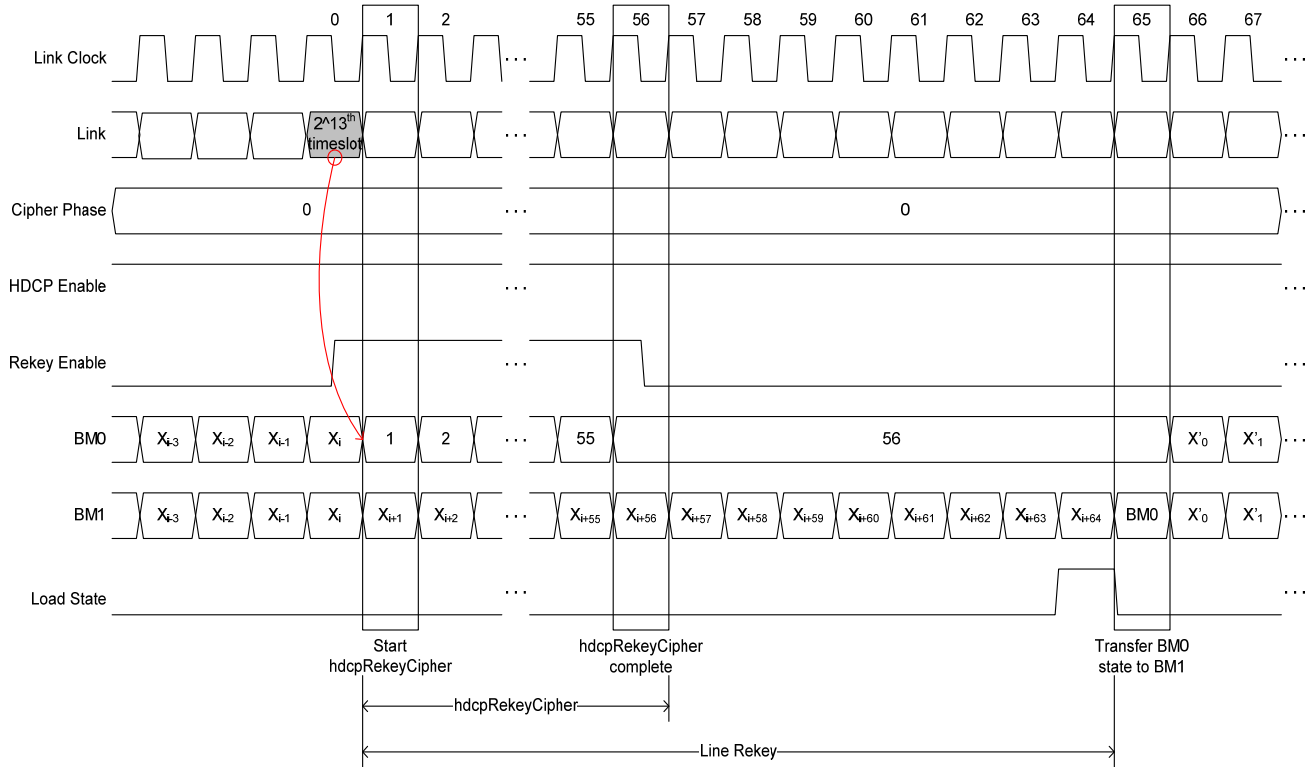 0 1 2 55 56 57 58 59 60 61 62 63 64 65 66 67
Link Clock ... ...
Link 2^13th timeslot ... ...
Cipher Phase 0 ... 0 ...
HDCP Enable ... ...
Rekey Enable ... ...
BM0 Xi-3 Xi-2 Xi-1 Xi 1 2 ... 55 56 X'0 X'1 ...
BM1 Xi-3 Xi-2 Xi-1 Xi Xi+1 Xi+2 ... Xi+55 Xi+56 Xi+57 Xi+58 Xi+59 Xi+60 Xi+61 Xi+62 Xi+63 Xi+64 BM0 X'0 X'1 ...
Load State ... ...
Start hdcpRekeyCipher
hdcpRekeyCipher complete
Transfer BM0 state to BM1
hdcpRekeyCipher
Line Rekey